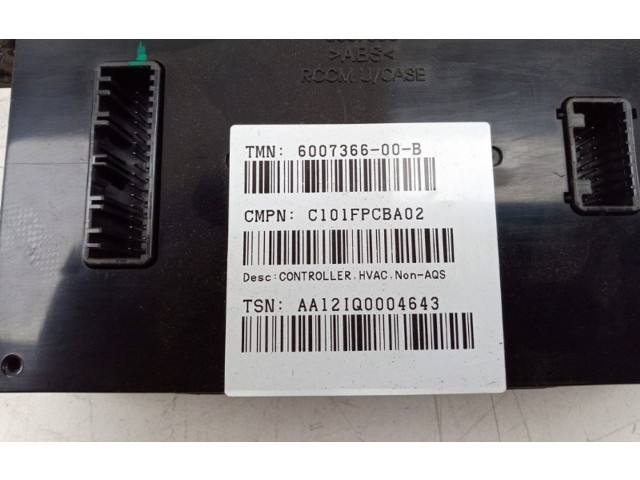 >ABS<
RCCM, U/CASE
TMN: 6007366-00-B
CMPN: C101FPCBA02
Desc:CONTROLLER,HVAC,Non-AQS
TSN: AA12IQ0004643